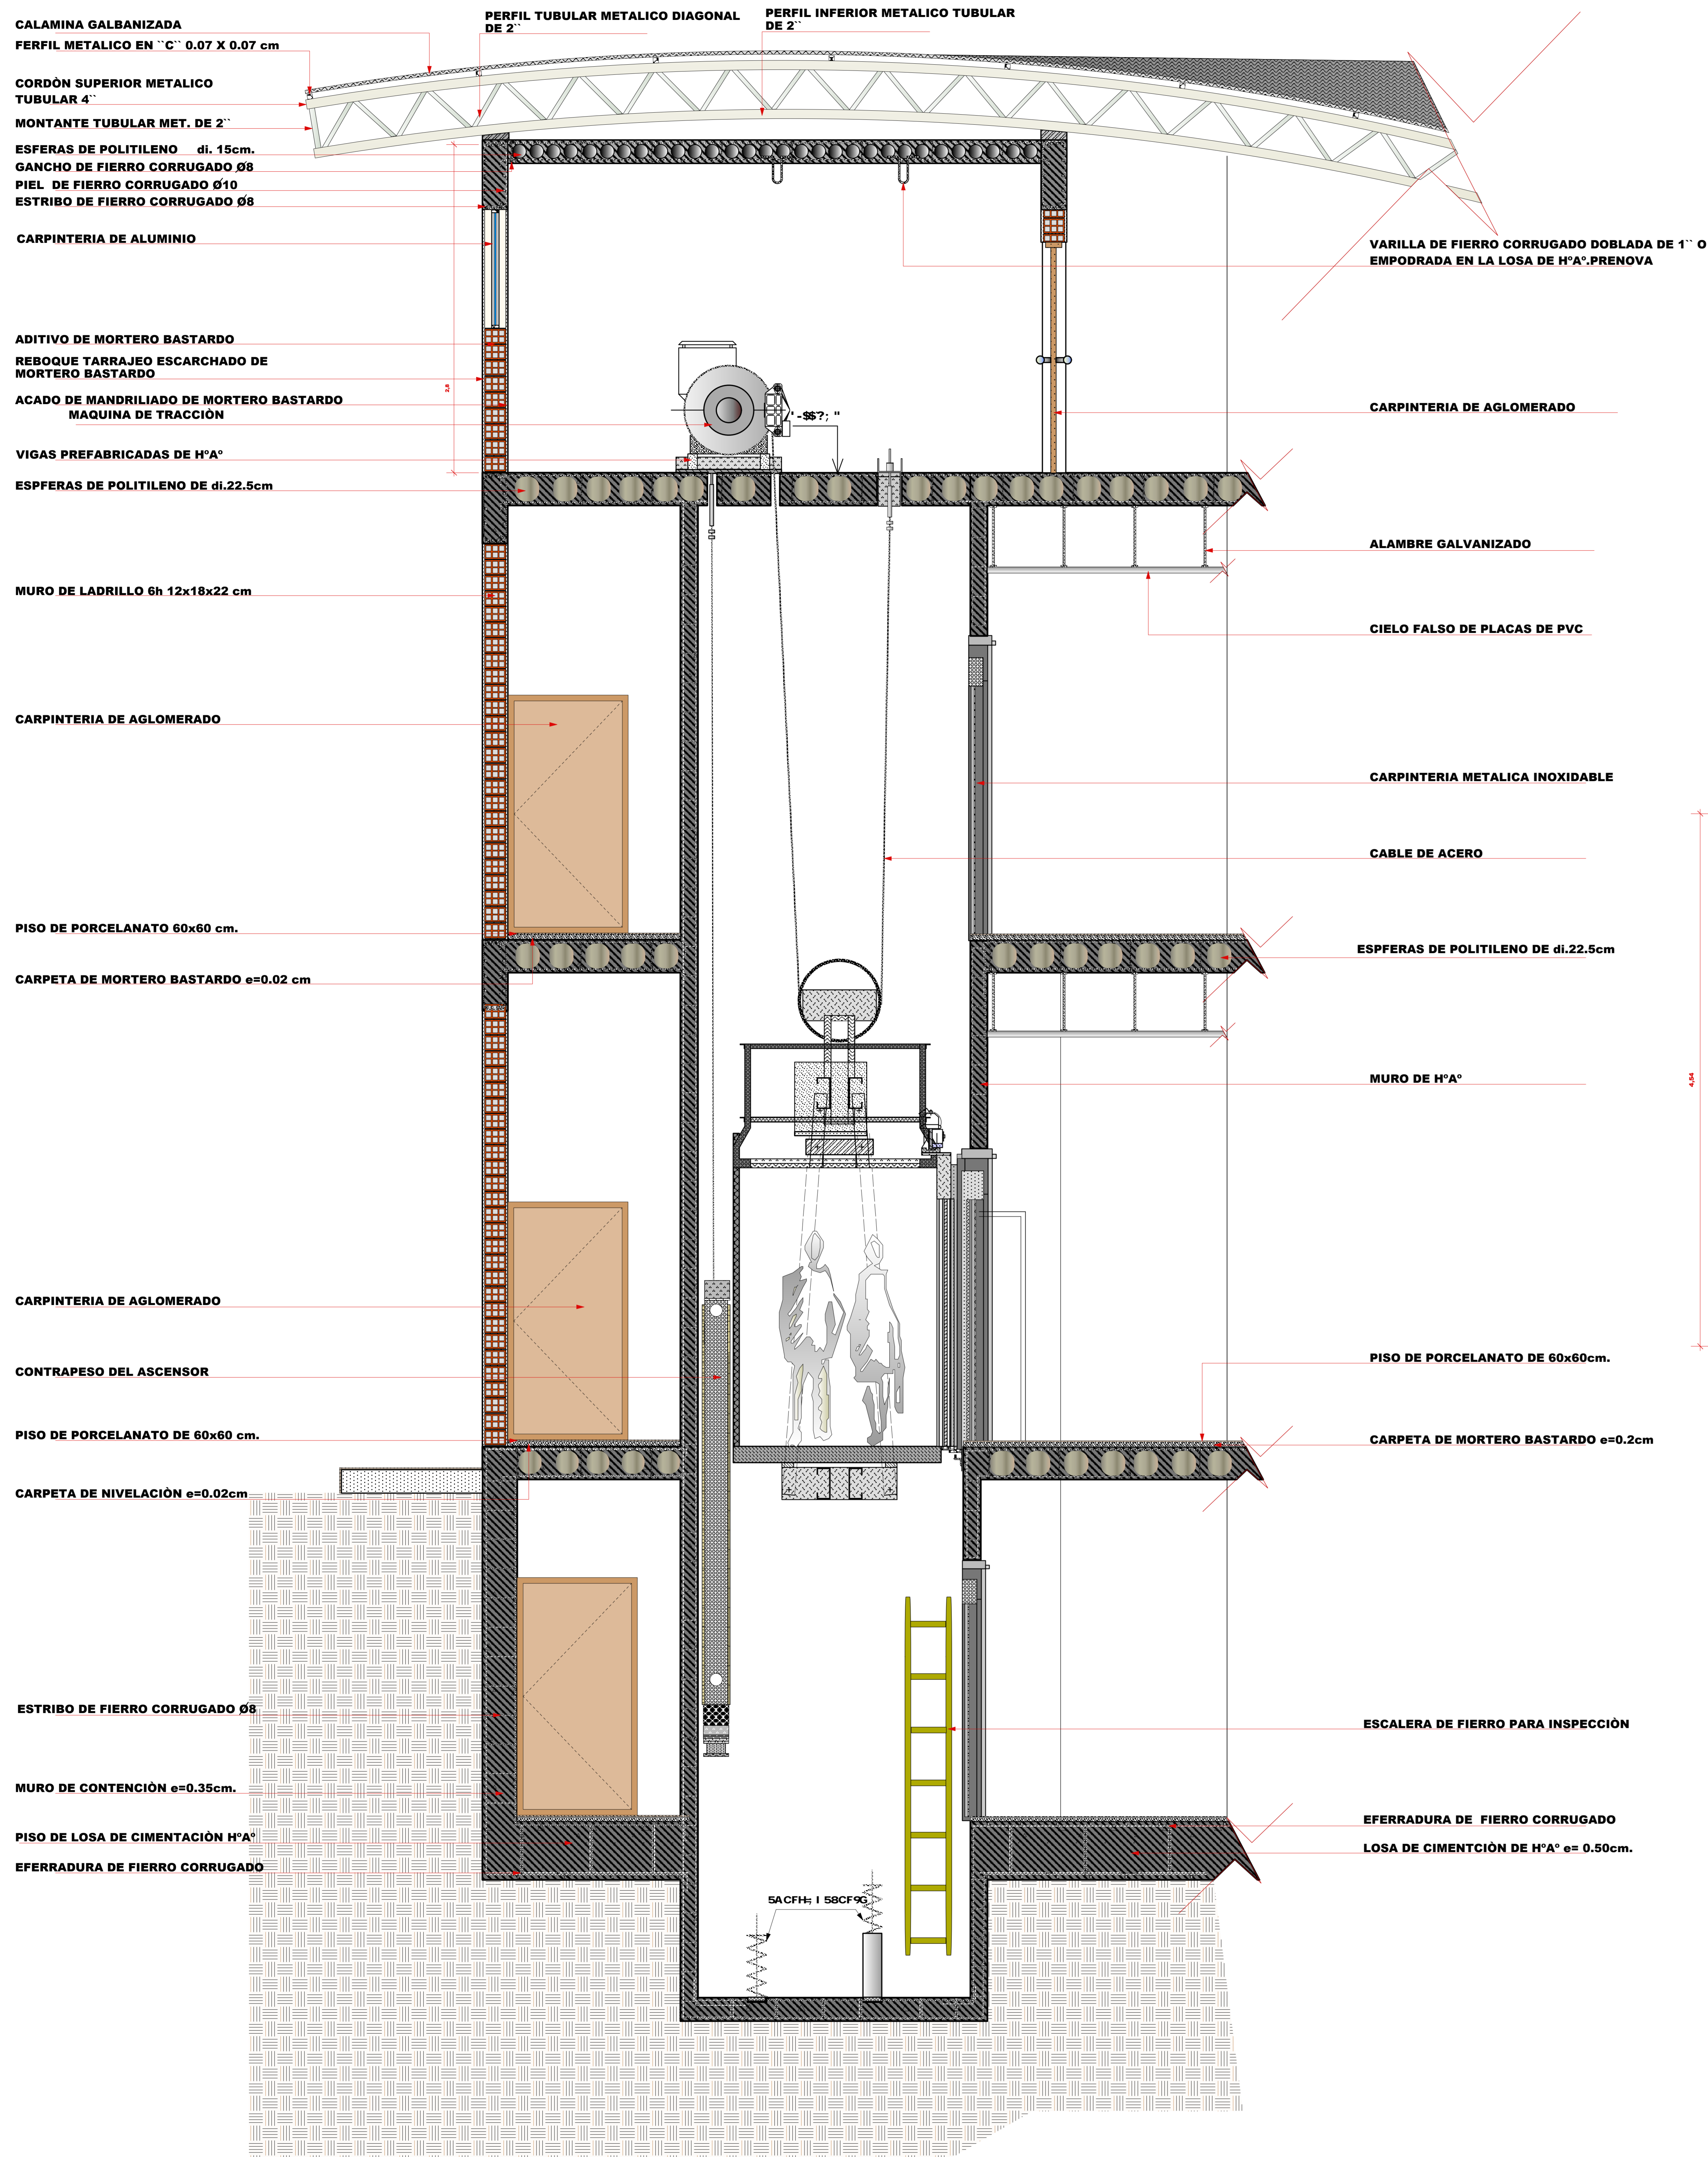 CALAMINA GALBANIZADA
FERFIL METALICO EN ``C`` 0.07 X 0.07 cm
CORDÒN SUPERIOR METALICO
TUBULAR 4``
MONTANTE TUBULAR MET. DE 2``
ESFERAS DE POLITILENO di. 15cm.
GANCHO DE FIERRO CORRUGADO Ø8
PIEL DE FIERRO CORRUGADO Ø10
ESTRIBO DE FIERRO CORRUGADO Ø8
CARPINTERIA DE ALUMINIO
ADITIVO DE MORTERO BASTARDO
REBOQUE TARRAJEO ESCARCHADO DE
MORTERO BASTARDO
ACADO DE MANDRILIADO DE MORTERO BASTARDO
MAQUINA DE TRACCIÒN
VIGAS PREFABRICADAS DE HºAº
ESPFERAS DE POLITILENO DE di.22.5cm
MURO DE LADRILLO 6h 12x18x22 cm
CARPINTERIA DE AGLOMERADO
PISO DE PORCELANATO 60x60 cm.
CARPETA DE MORTERO BASTARDO e=0.02 cm
CARPINTERIA DE AGLOMERADO
CONTRAPESO DEL ASCENSOR
PISO DE PORCELANATO DE 60x60 cm.
CARPETA DE NIVELACIÒN e=0.02cm
ESTRIBO DE FIERRO CORRUGADO Ø8
MURO DE CONTENCIÒN e=0.35cm.
PISO DE LOSA DE CIMENTACIÒN HºAº
EFERRADURA DE FIERRO CORRUGADO
PERFIL TUBULAR METALICO DIAGONAL
DE 2``
PERFIL INFERIOR METALICO TUBULAR
DE 2``
2,8
'-$$?; "
5ACFH=; I 58CF9G
VARILLA DE FIERRO CORRUGADO DOBLADA DE 1`` O
EMPODRADA EN LA LOSA DE HºAº.PRENOVA
CARPINTERIA DE AGLOMERADO
ALAMBRE GALVANIZADO
CIELO FALSO DE PLACAS DE PVC
CARPINTERIA METALICA INOXIDABLE
CABLE DE ACERO
ESPFERAS DE POLITILENO DE di.22.5cm
MURO DE HºAº
4,54
PISO DE PORCELANATO DE 60x60cm.
CARPETA DE MORTERO BASTARDO e=0.2cm
ESCALERA DE FIERRO PARA INSPECCIÒN
EFERRADURA DE FIERRO CORRUGADO
LOSA DE CIMENTCIÒN DE HºAº e= 0.50cm.